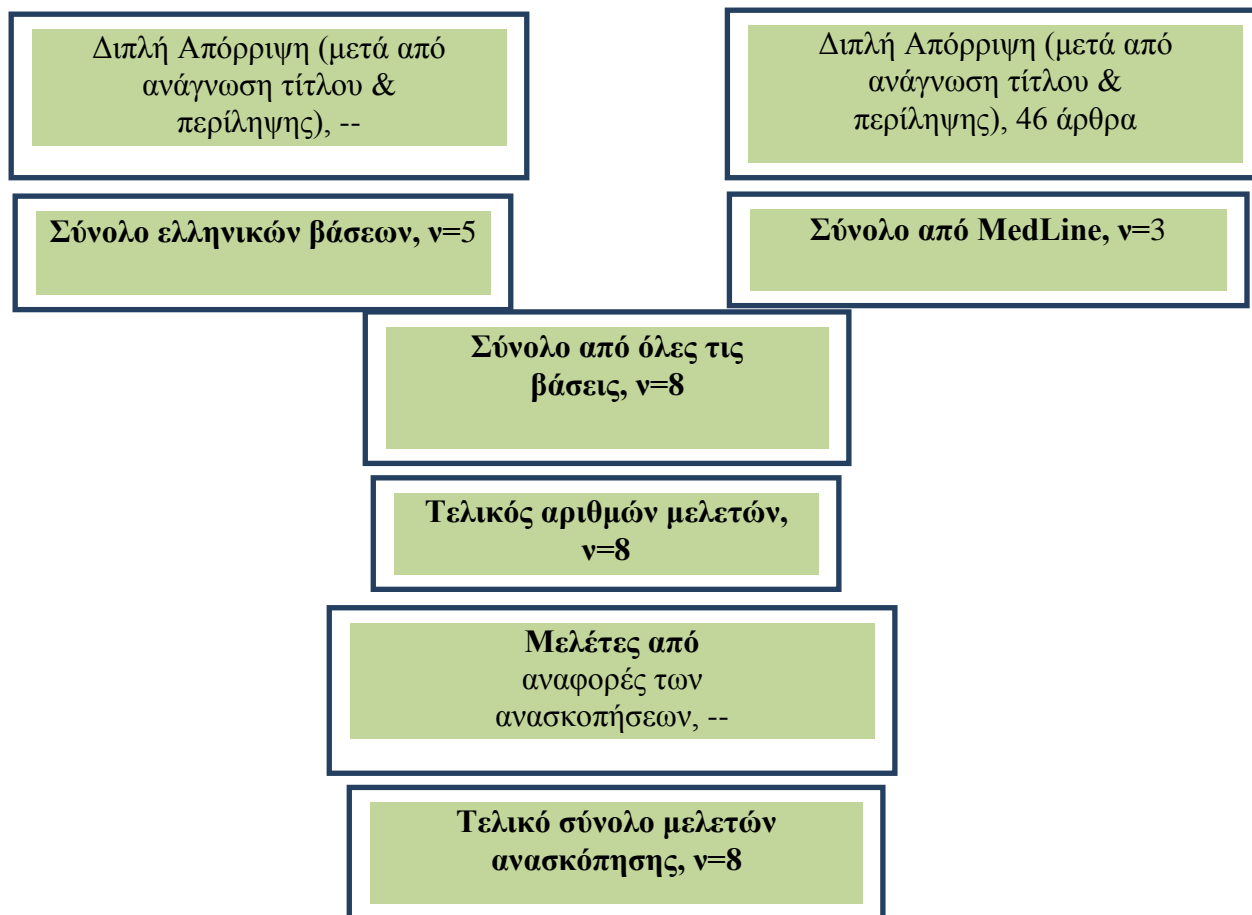 Διπλή Απόρριψη (μετά από
ανάγνωση τίτλου &
περίληψης), --
Διπλή Απόρριψη (μετά από
ανάγνωση τίτλου &
περίληψης), 46 άρθρα
Σύνολο ελληνικών βάσεων, ν=5
Σύνολο από MedLine, ν=3
Σύνολο από όλες τις
βάσεις, ν=8
Τελικός αριθμών μελετών,
ν=8
Μελέτες από
αναφορές των
ανασκοπήσεων, --
Τελικό σύνολο μελετών
ανασκόπησης, ν=8